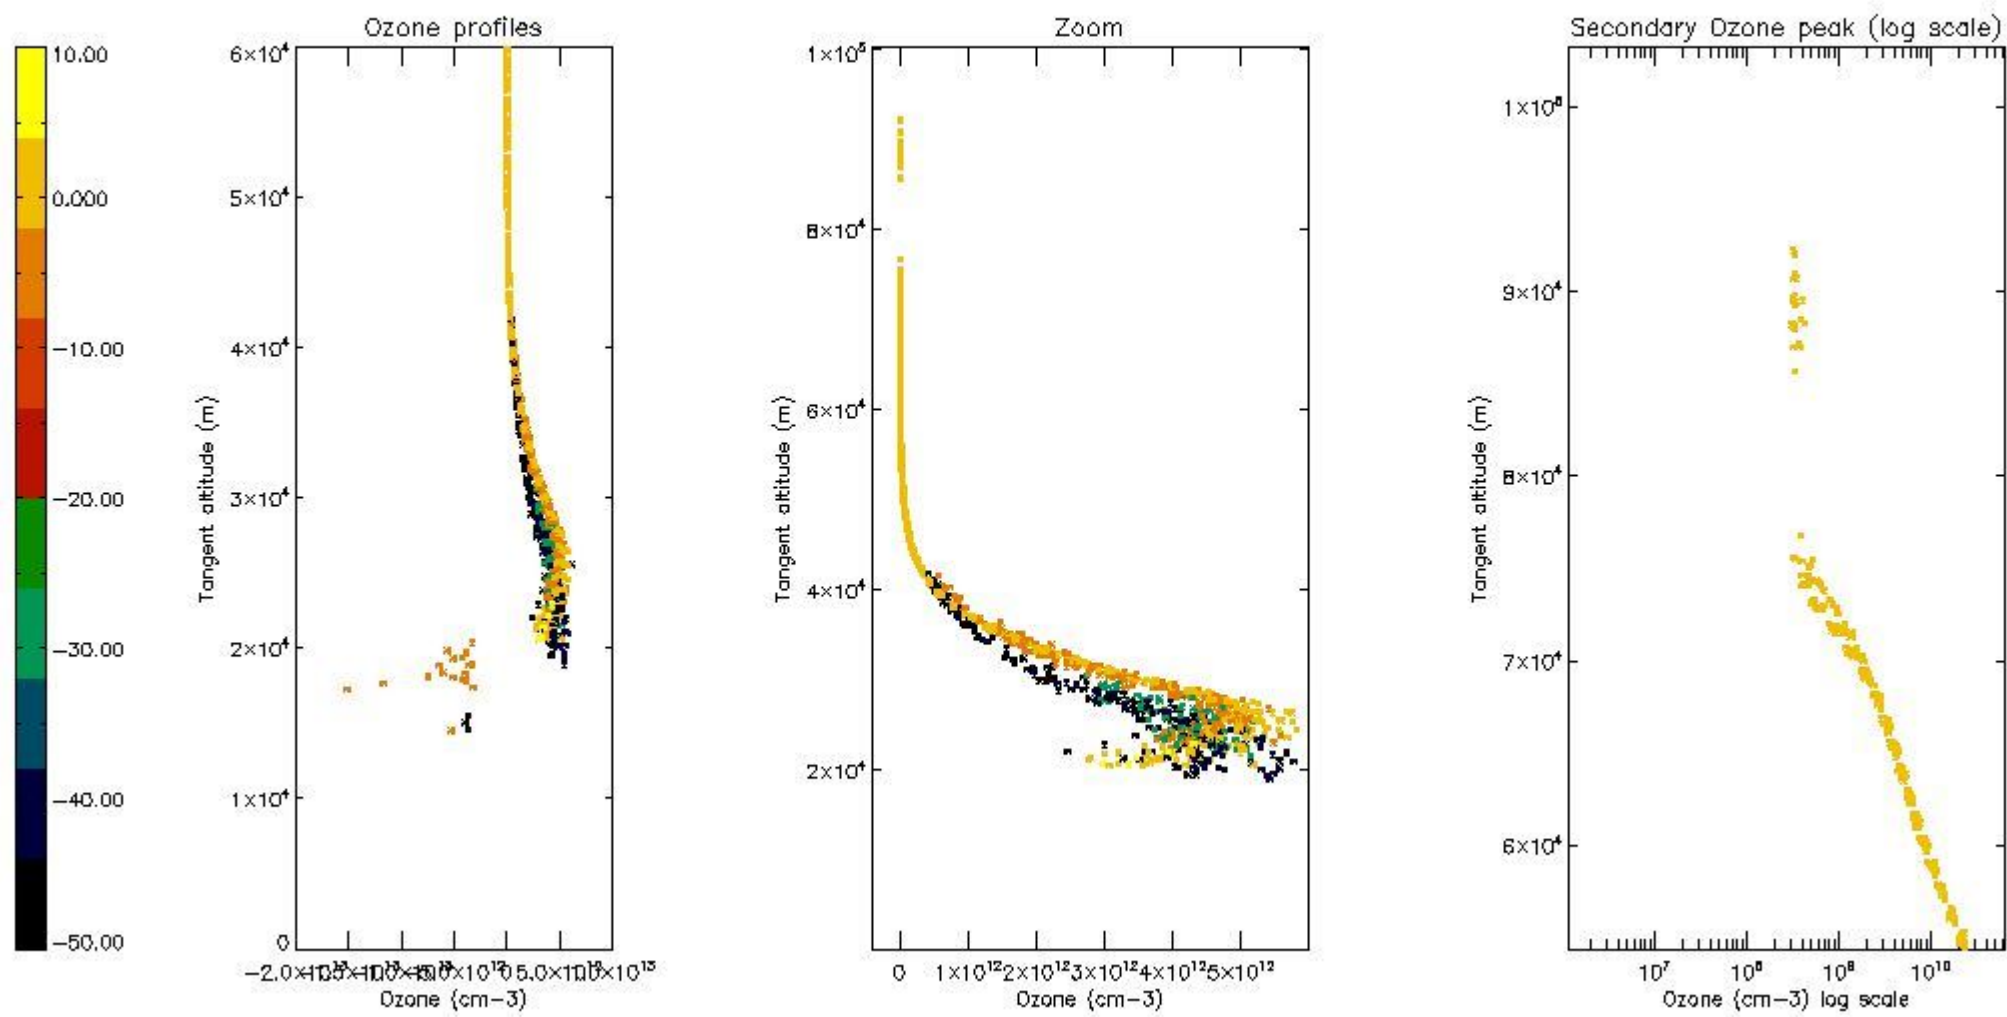 Ozone profiles
Zoom
Secondary Ozone peak (log scale)
10.00
0.000
−10.00
−20.00
−30.00
−40.00
−50.00
6×10⁴
5×10⁴
4×10⁴
3×10⁴
2×10⁴
1×10⁴
0
Tangent altitude (m)
5.0×10
Ozone (cm−3)
1×10⁵
8×10⁴
6×10⁴
4×10⁴
2×10⁴
Tangent altitude (m)
0 1×10¹² 2×10¹² 3×10¹² 4×10¹² 5×10¹²
Ozone (cm−3)
9×10⁴
8×10⁴
7×10⁴
6×10⁴
Tangent altitude (m)
10⁷ 10⁸ 10⁹ 10¹⁰
Ozone (cm−3) log scale